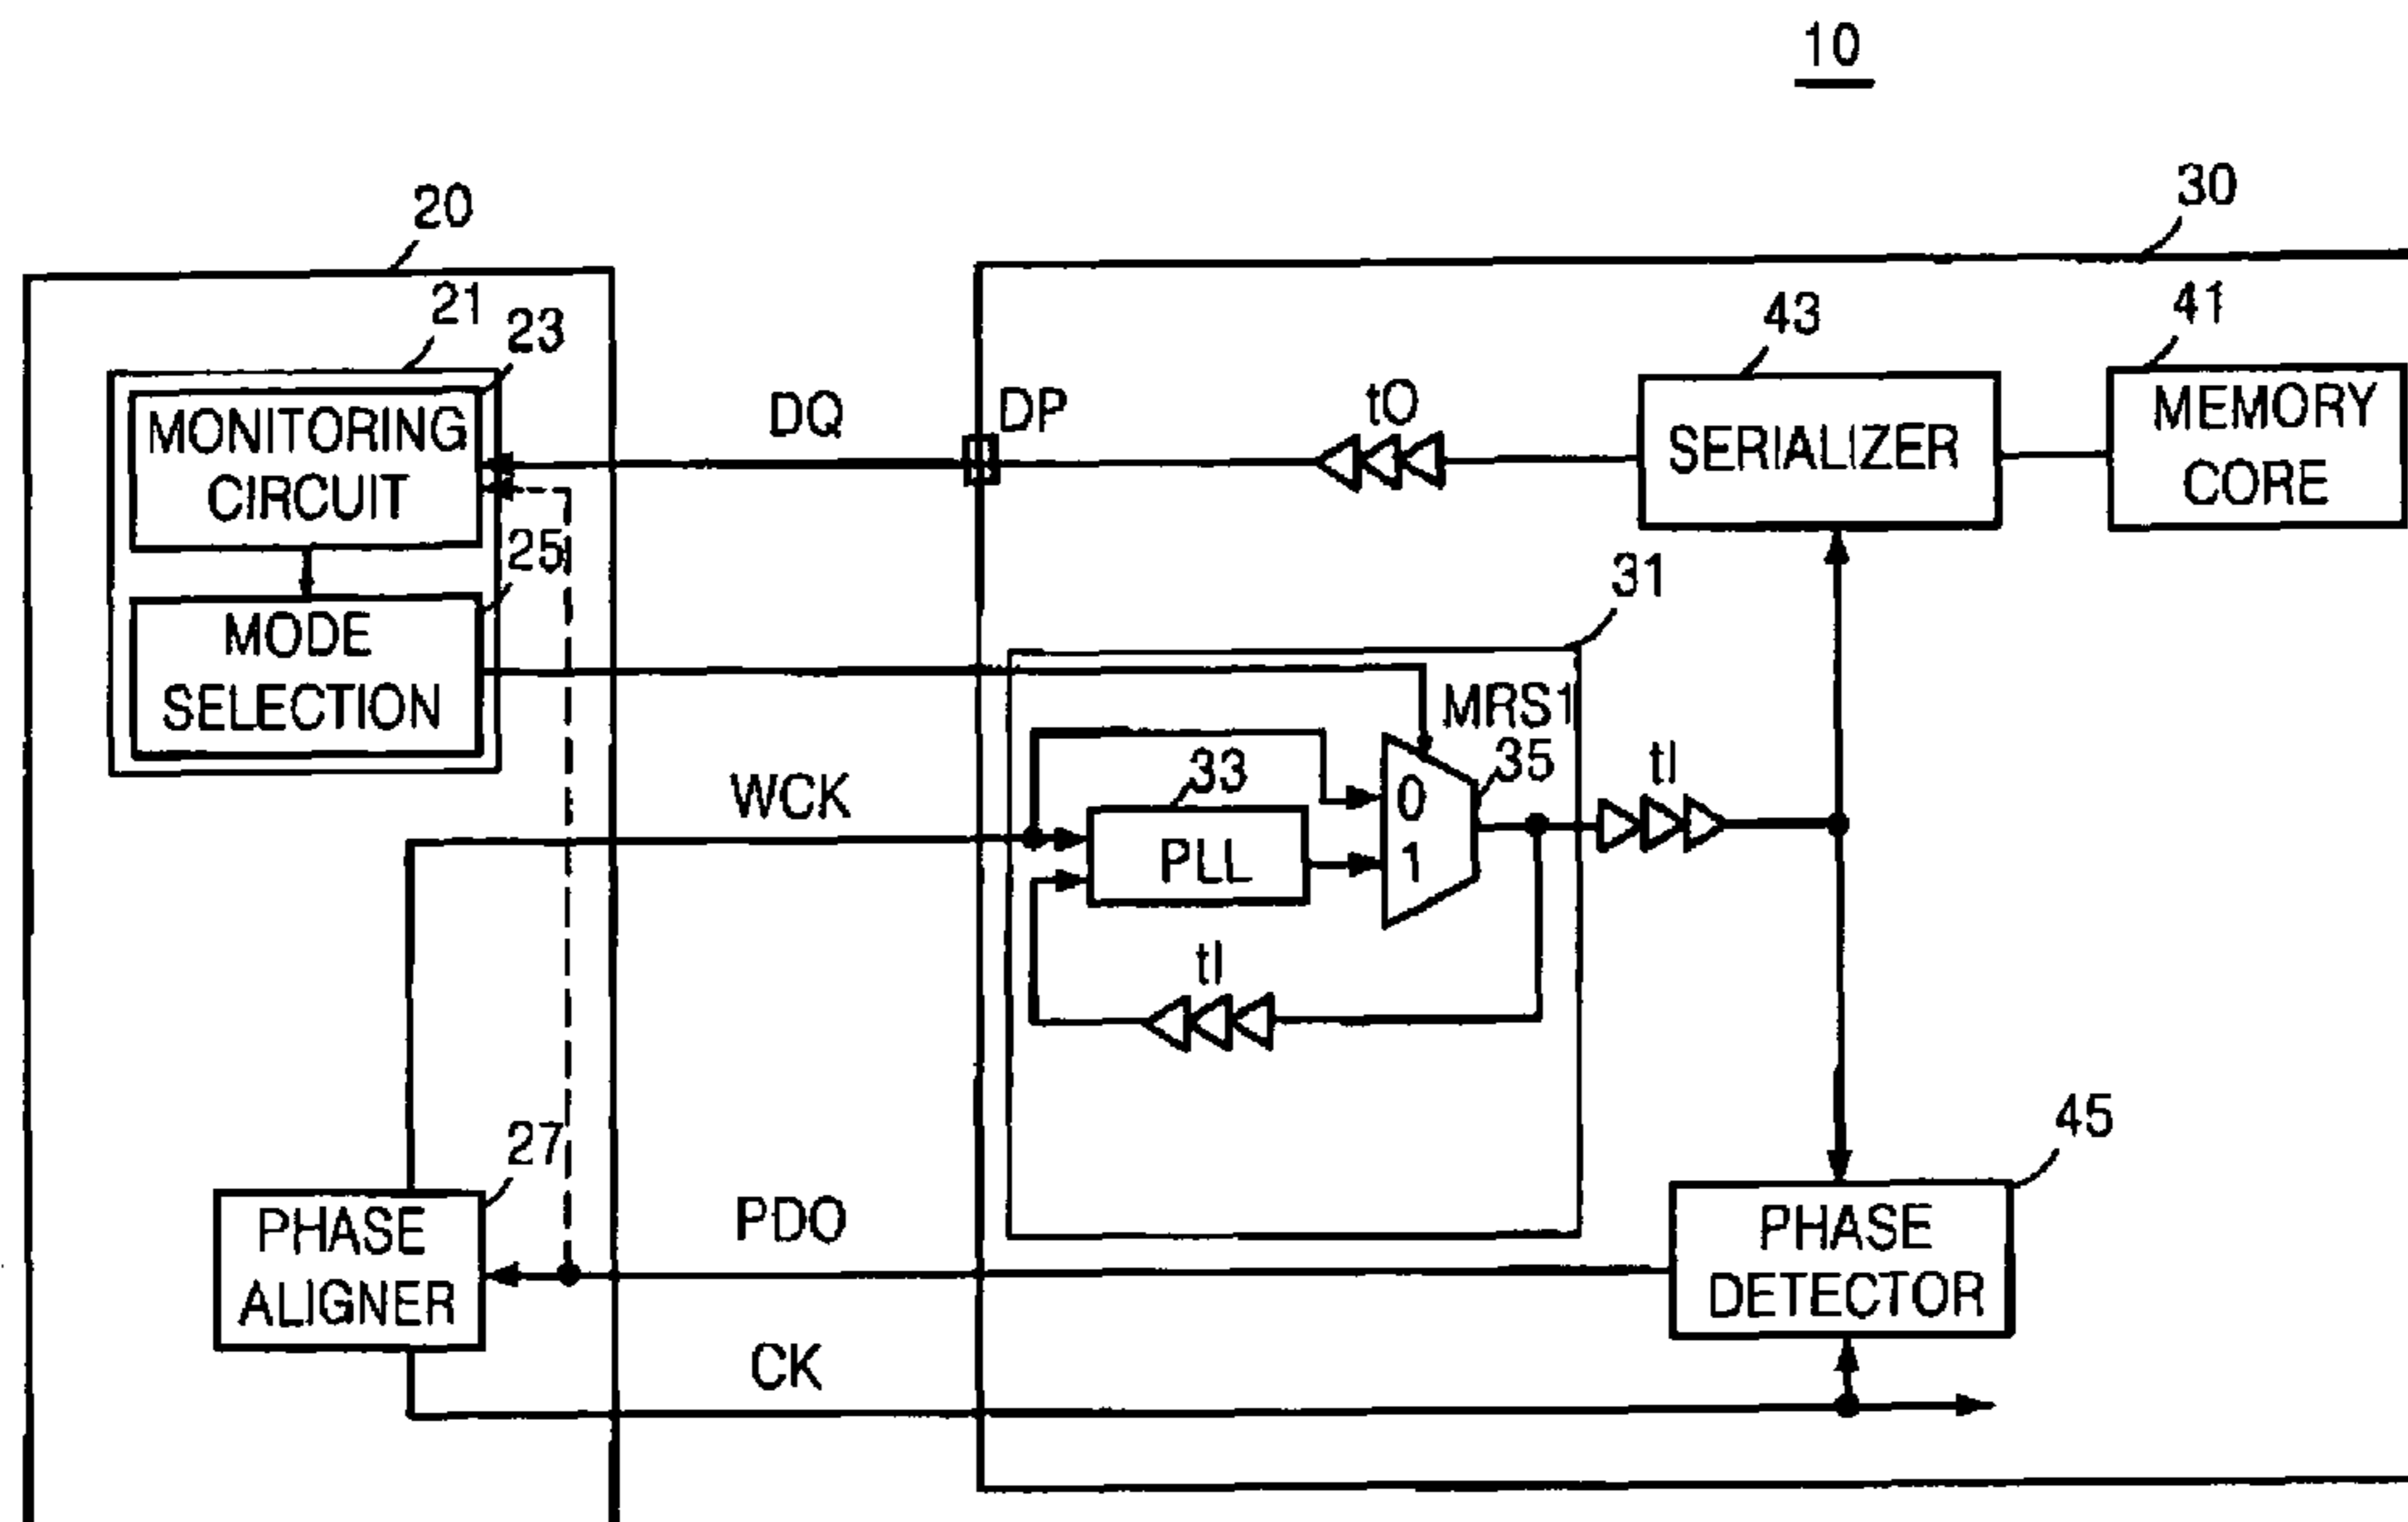 10
20
30
21
23
43
41
MONITORING
CIRCUIT
DQ
DP
tO
SERIALIZER
MEMORY
CORE
25
31
MODE
SELECTION
MRS1
WCK
33
35
tI
0
PLL
1
tI
27
45
PHASE
ALIGNER
PDO
PHASE
DETECTOR
CK